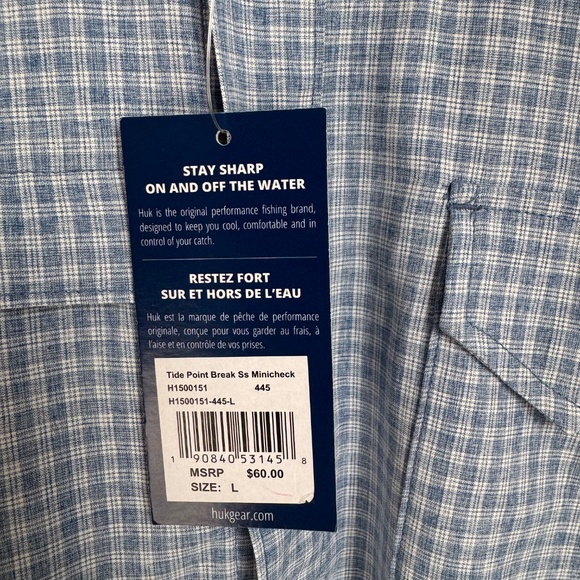 STAY SHARP
ON AND OFF THE WATER
Huk is the original performance fishing brand,
designed to keep you cool, comfortable and in
control of your catch.
RESTEZ FORT
SUR ET HORS DE L'EAU
Huk est la marque de pêche de performance
originale, conçue pour vous garder au frais, à
l'aise et en contrôle de vos prises.
Tide Point Break Ss Minicheck
H1500151 445
H1500151-445-L
1 90840 53145 8
MSRP $60.00
SIZE: L
hukgear.com